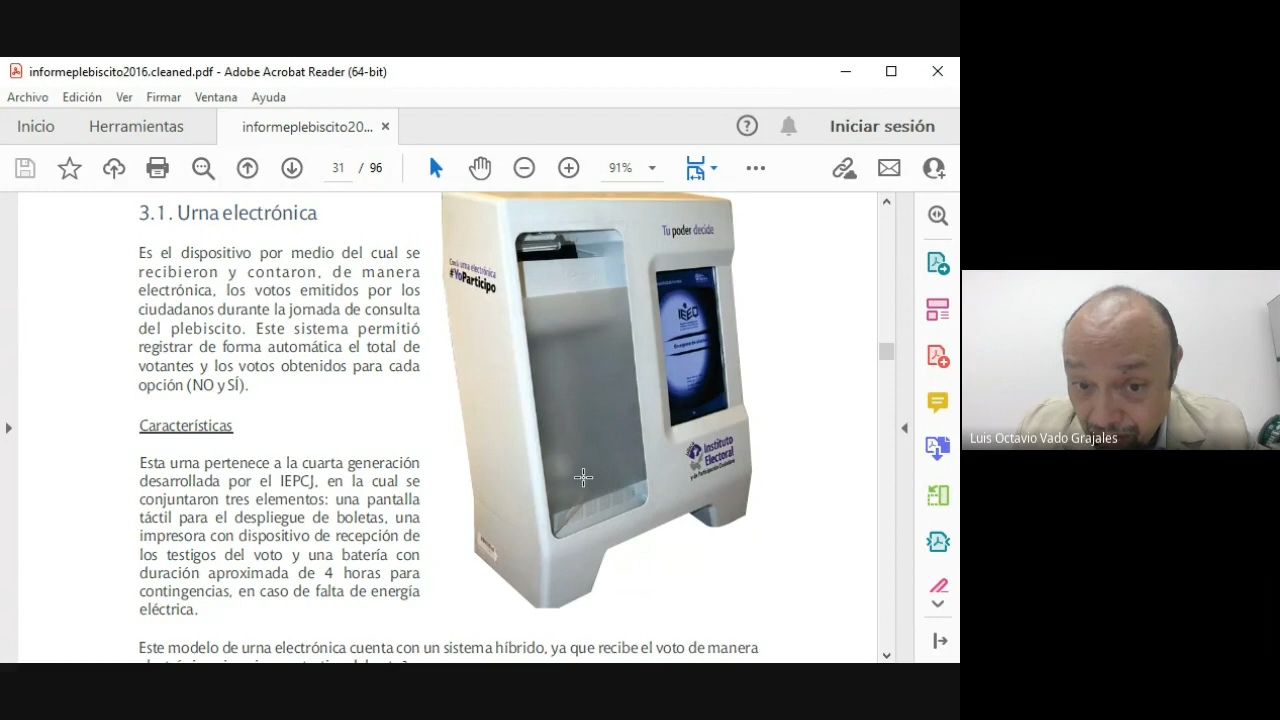 informeplebiscito2016.cleaned.pdf - Adobe Acrobat Reader (64-bit)
Archivo Edición Ver Firmar Ventana Ayuda
Inicio Herramientas informeplebiscito20... Iniciar sesión
31 / 96 91%
3.1. Urna electrónica
Es el dispositivo por medio del cual se
recibieron y contaron, de manera
electrónica, los votos emitidos por los
ciudadanos durante la jornada de consulta
del plebiscito. Este sistema permitió
registrar de forma automática el total de
votantes y los votos obtenidos para cada
opción (NO y SÍ).
Características
Esta urna pertenece a la cuarta generación
desarrollada por el IEPCJ, en la cual se
conjuntaron tres elementos: una pantalla
táctil para el despliegue de boletas, una
impresora con dispositivo de recepción de
los testigos del voto y una batería con
duración aproximada de 4 horas para
contingencias, en caso de falta de energía
eléctrica.
Este modelo de urna electrónica cuenta con un sistema híbrido, ya que recibe el voto de manera
Tu poder decide
Con la urna electrónica
#YoParticipo
Instituto
Electoral
y de Participación Ciudadana
Luis Octavio Vado Grajales